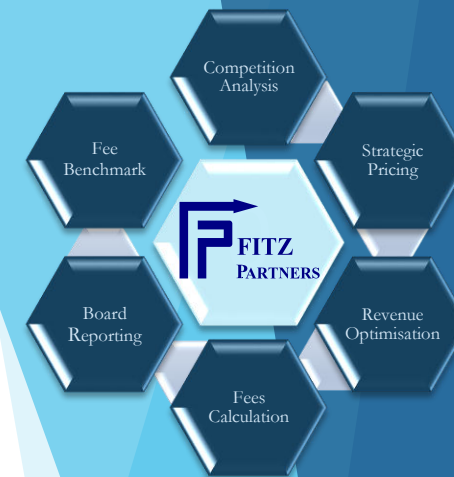 Competition
Analysis
Fee
Benchmark
Strategic
Pricing
FITZ
PARTNERS
Board
Reporting
Revenue
Optimisation
Fees
Calculation